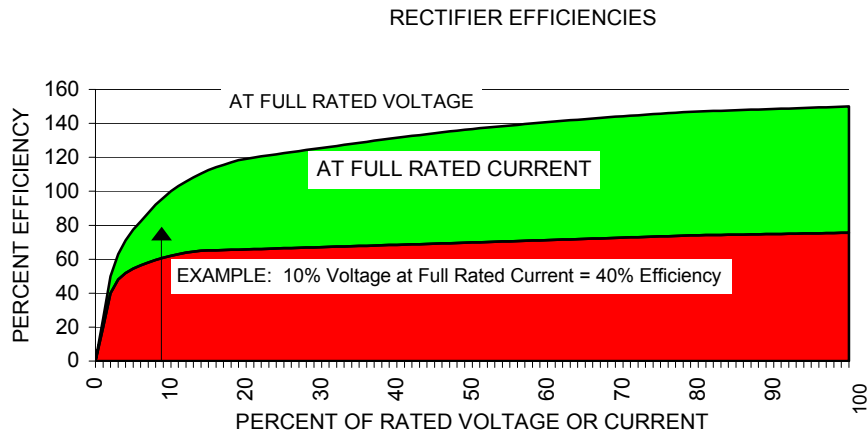 RECTIFIER EFFICIENCIES
160
140
120
100
80
60
40
20
0
PERCENT EFFICIENCY
AT FULL RATED VOLTAGE
AT FULL RATED CURRENT
EXAMPLE: 10% Voltage at Full Rated Current = 40% Efficiency
0 10 20 30 40 50 60 70 80 90 100
PERCENT OF RATED VOLTAGE OR CURRENT